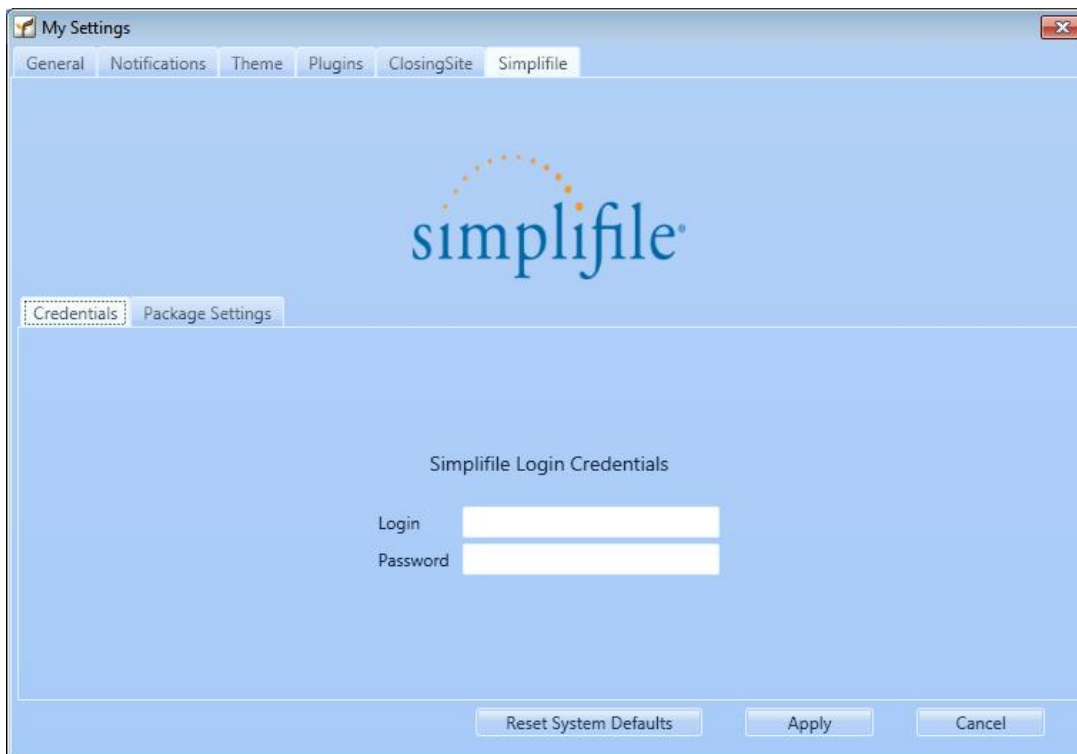 My Settings
General Notifications Theme Plugins ClosingSite Simplifile
simplifile®
Credentials Package Settings
Simplifile Login Credentials
Login
Password
Reset System Defaults Apply Cancel